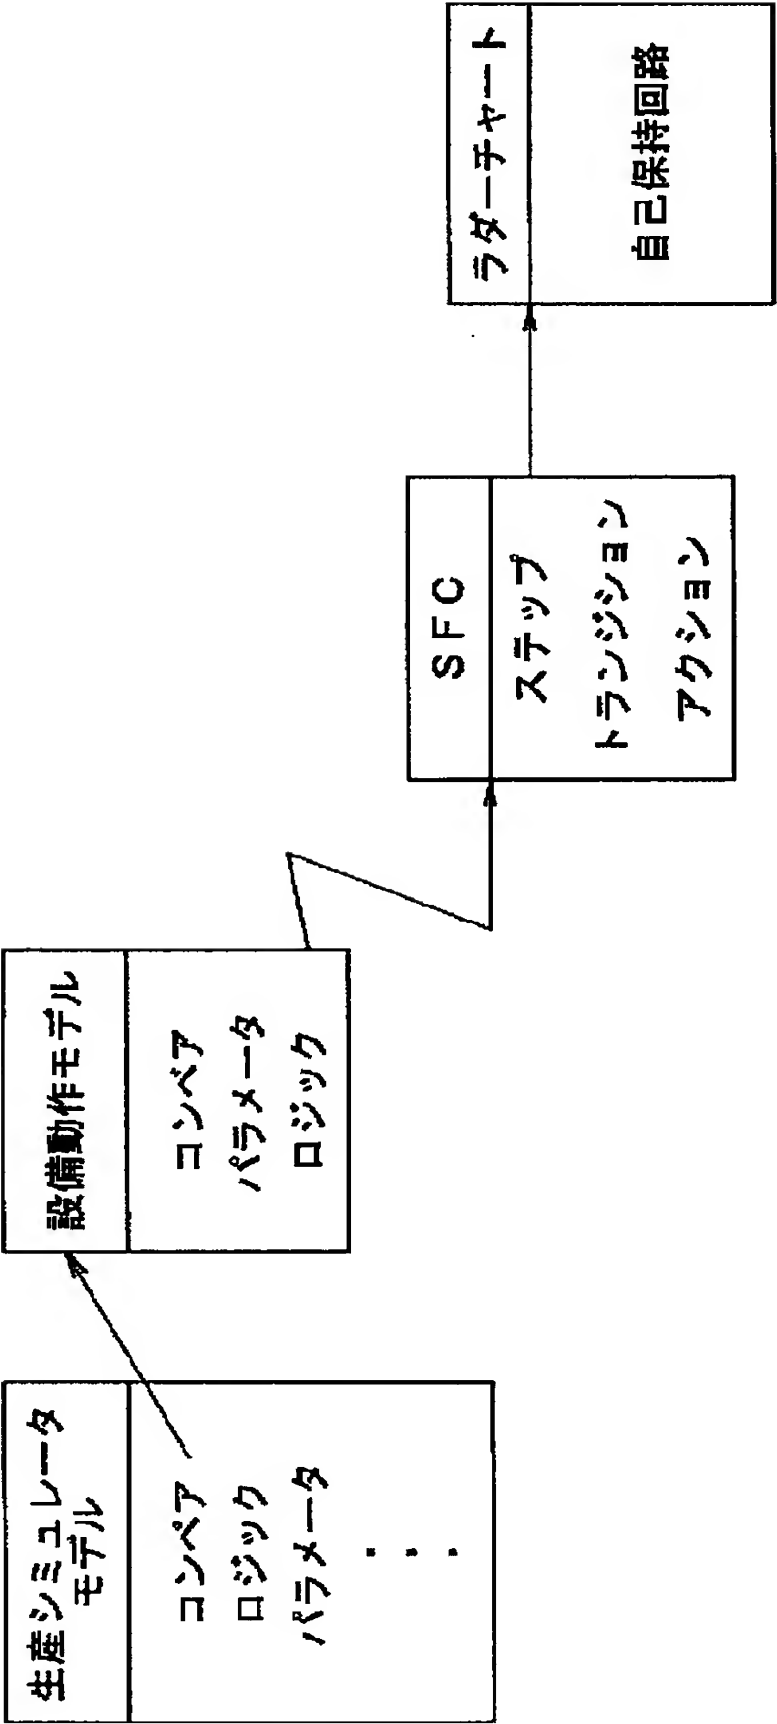 生産シミュレータ
モデル
コンベア
ロジック
パラメータ
・・・
設備動作モデル
コンベア
パラメータ
ロジック
SFC
ステップ
トランジション
アクション
ラダーチャート
自己保持回路